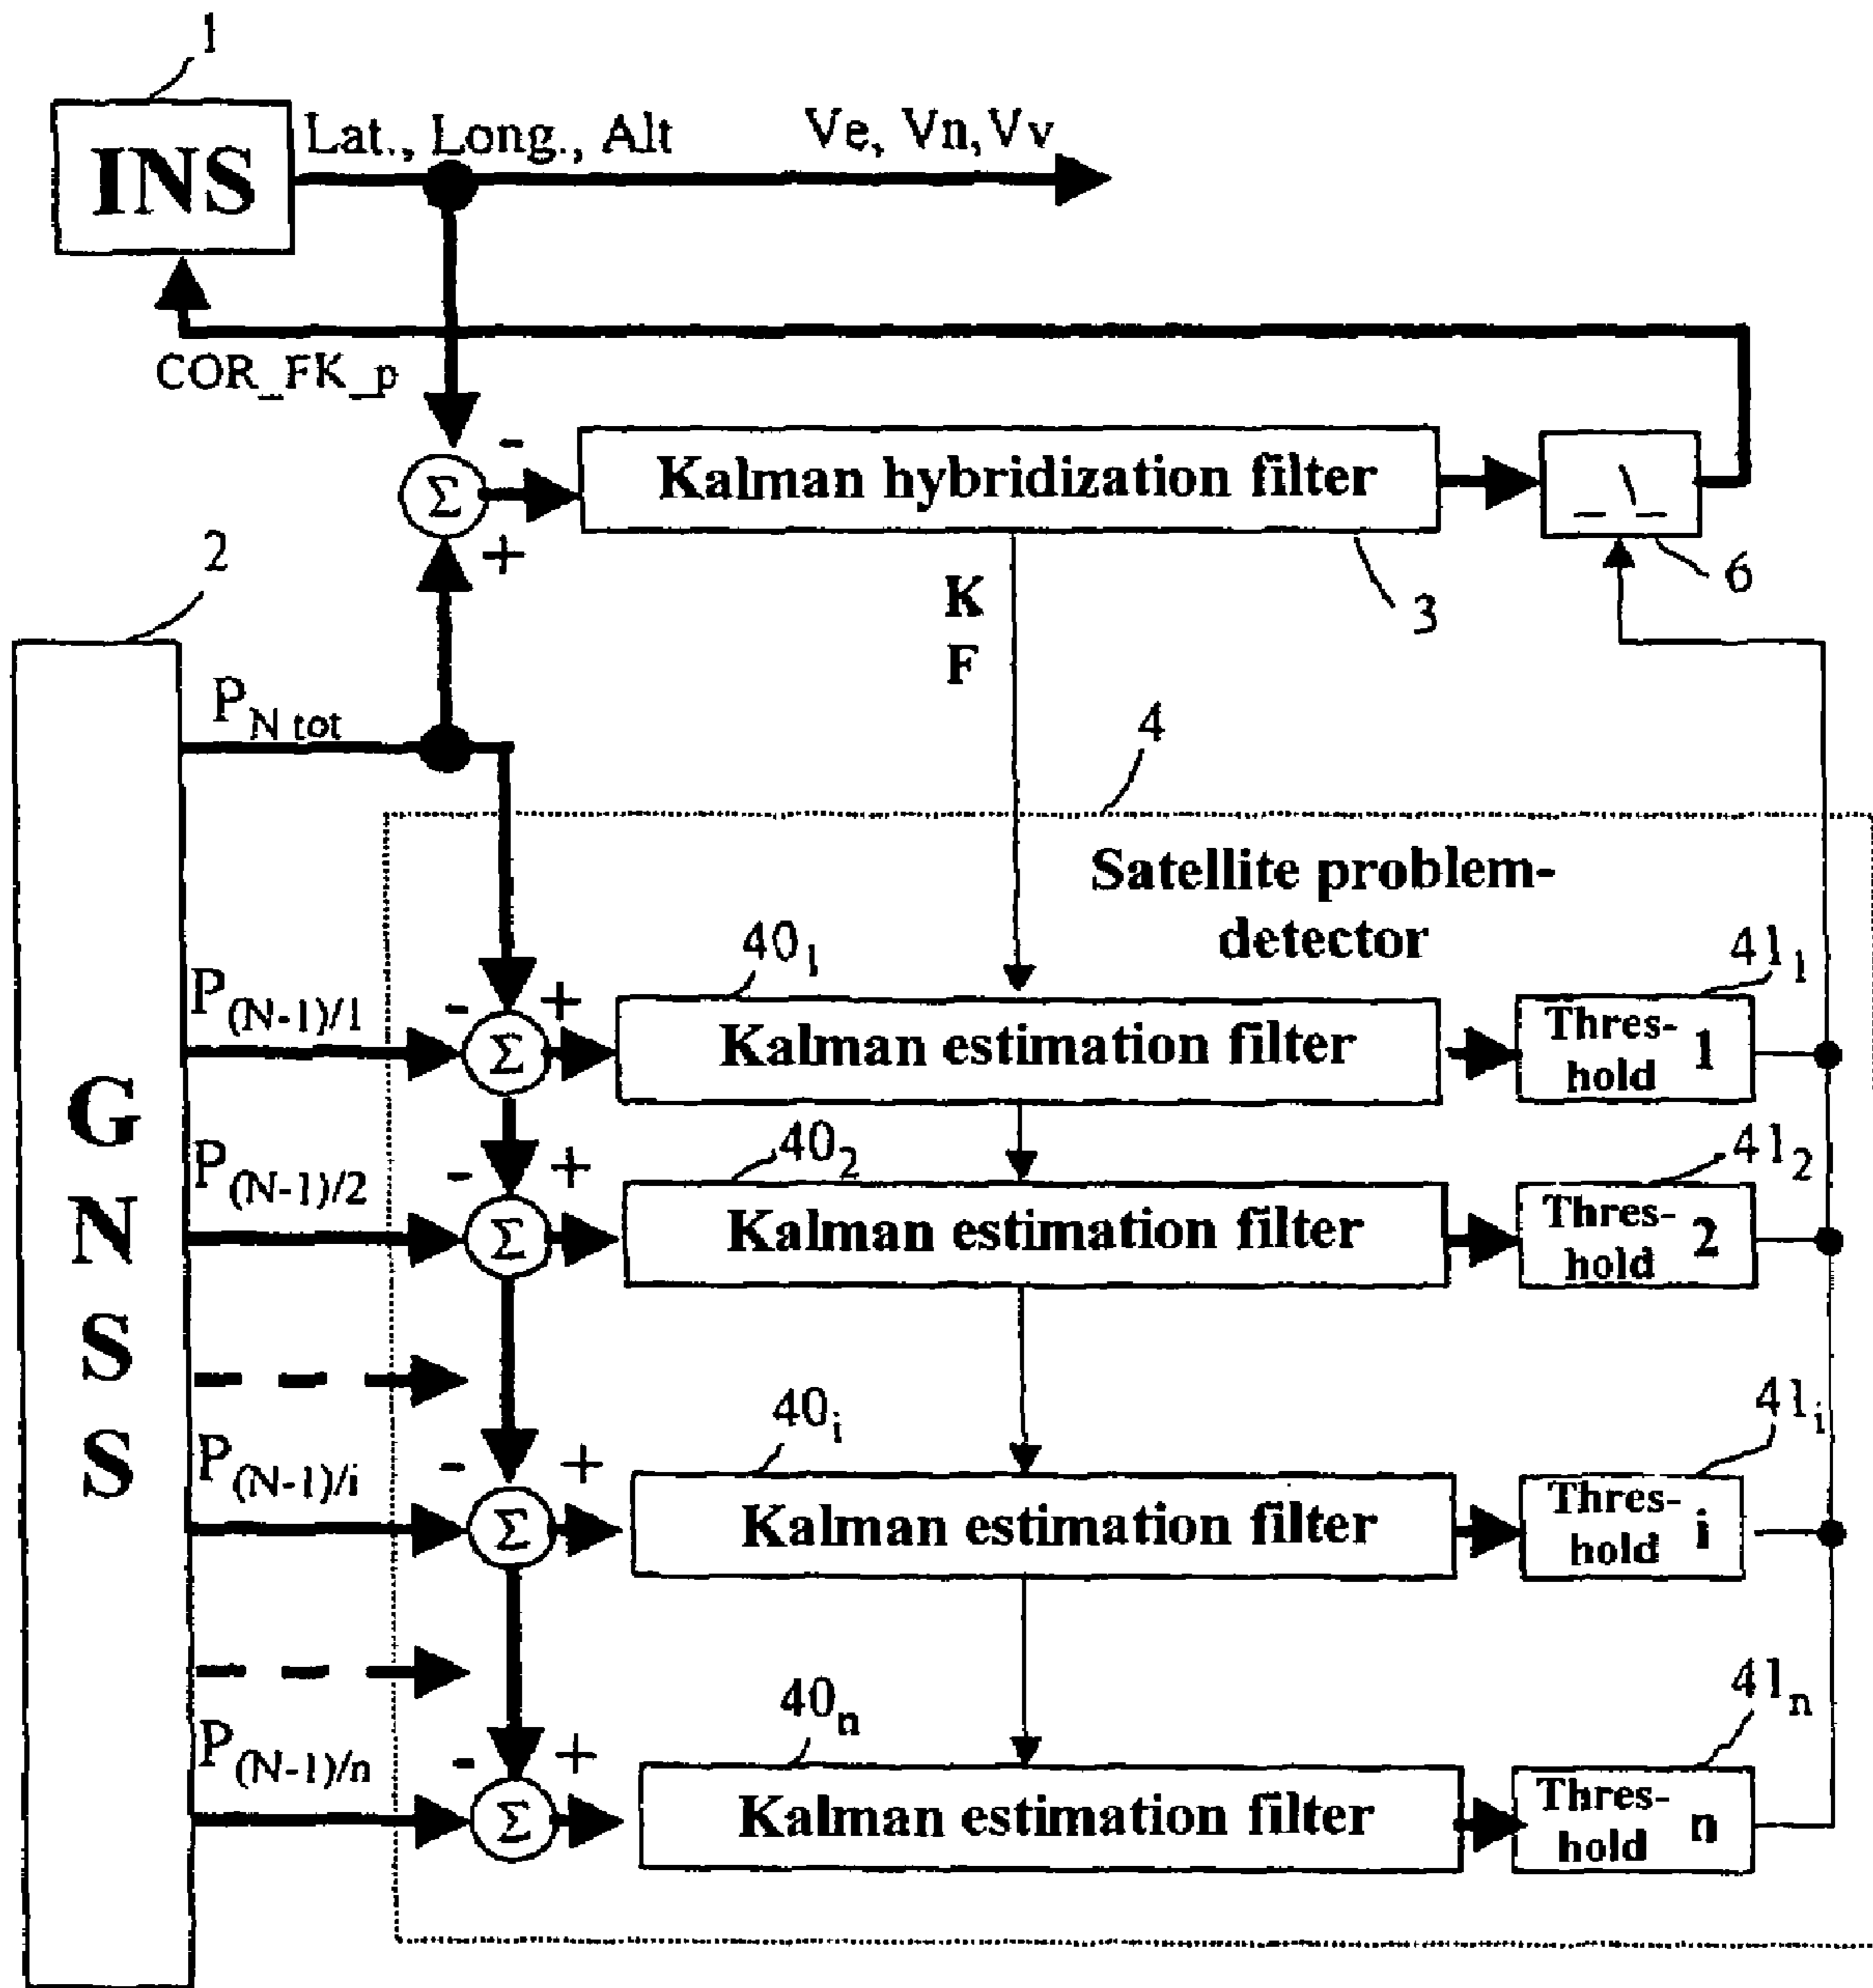 1
Lat., Long., Alt
Ve, Vn, Vv
INS
COR_FK_p
-
Σ
+
Kalman hybridization filter
3
6
K
F
2
P_N tot
4
Satellite problem-
detector
G
N
S
S
P_(N-1)/1
-
+
Σ
40_1
Kalman estimation filter
41_1
Thres-
hold 1
P_(N-1)/2
-
+
Σ
40_2
Kalman estimation filter
41_2
Thres-
hold 2
P_(N-1)/i
-
+
Σ
40_i
Kalman estimation filter
41_i
Thres-
hold i
P_(N-1)/n
-
+
Σ
40_n
Kalman estimation filter
41_n
Thres-
hold n